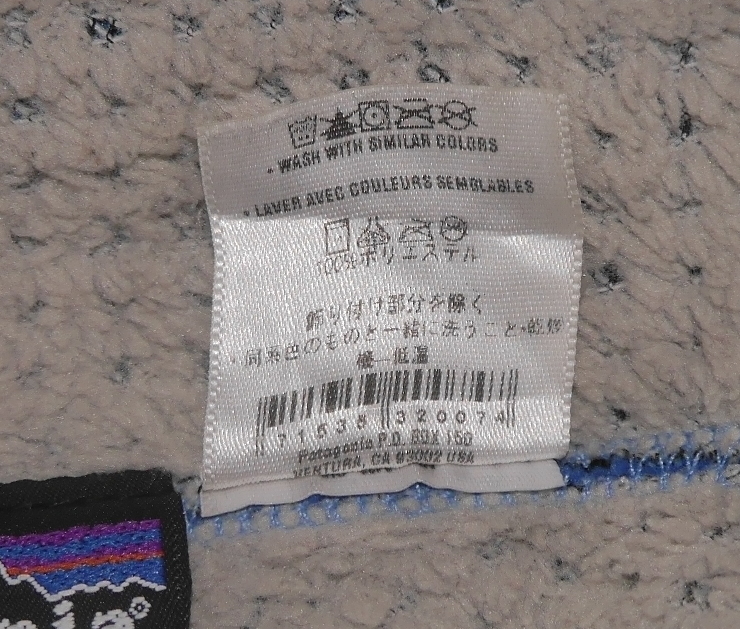 • WASH WITH SIMILAR COLORS
• LAVER AVEC COULEURS SEMBLABLES
100% ポリエステル
飾り付け部分を除く
・同系色のものと一緒に洗うこと・乾燥
機—低温
71535 320074
Patagonia P.O. BOX 150
VENTURA, CA 93002 USA